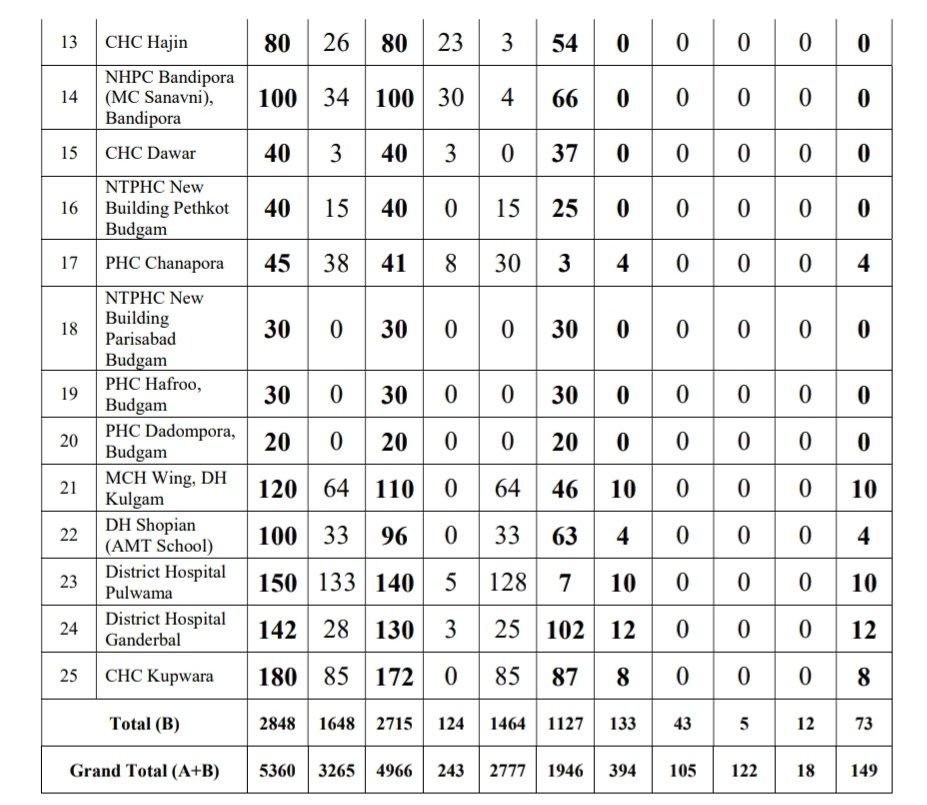 13 CHC Hajin 80 26 80 23 3 54 0 0 0 0 0
NHPC Bandipora
14 (MC Sanavni), 100 34 100 30 4 66 0 0 0 0 0
Bandipora
15 CHC Dawar 40 3 40 3 0 37 0 0 0 0 0
NTPHC New
16 Building Pethkot 40 15 40 0 15 25 0 0 0 0 0
Budgam
17 PHC Chanapora 45 38 41 8 30 3 4 0 0 0 4
NTPHC New
Building
18 30 0 30 0 0 30 0 0 0 0 0
Parisabad
Budgam
PHC Hafroo,
19 30 0 30 0 0 30 0 0 0 0 0
Budgam
PHC Dadompora,
20 20 0 20 0 0 20 0 0 0 0 0
Budgam
MCH Wing, DH
21 120 64 110 0 64 46 10 0 0 0 10
Kulgam
DH Shopian
22 100 33 96 0 33 63 4 0 0 0 4
(AMT School)
District Hospital
23 150 133 140 5 128 7 10 0 0 0 10
Pulwama
District Hospital
24 142 28 130 3 25 102 12 0 0 0 12
Ganderbal
25 CHC Kupwara 180 85 172 0 85 87 8 0 0 0 8
Total (B) 2848 1648 2715 124 1464 1127 133 43 5 12 73
Grand Total (A+B) 5360 3265 4966 243 2777 1946 394 105 122 18 149